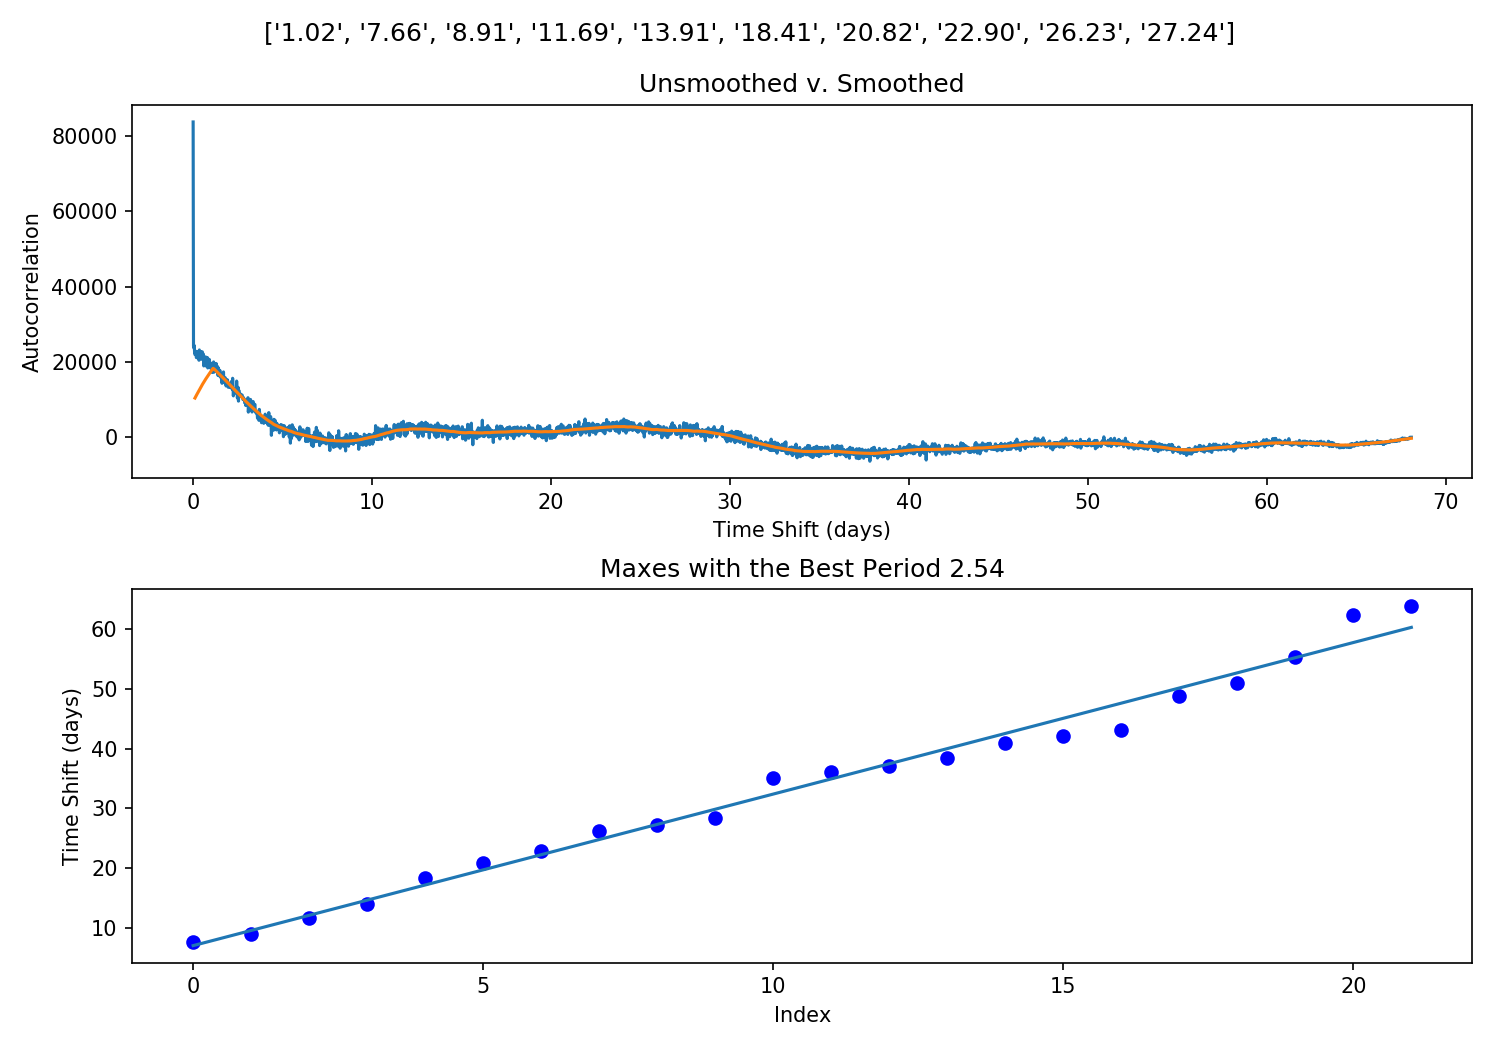 ['1.02', '7.66', '8.91', '11.69', '13.91', '18.41', '20.82', '22.90', '26.23', '27.24']
Unsmoothed v. Smoothed
80000
60000
40000
20000
0
Autocorrelation
0 10 20 30 40 50 60 70
Time Shift (days)
Maxes with the Best Period 2.54
60
50
40
30
20
10
Time Shift (days)
0 5 10 15 20
Index